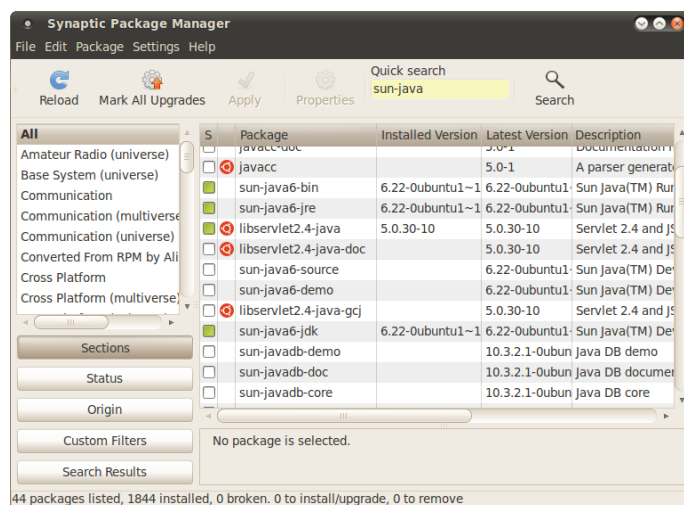 Synaptic Package Manager
File Edit Package Settings Help
Reload
Mark All Upgrades
Apply
Properties
Quick search
sun-java
Search
All
Amateur Radio (universe)
Base System (universe)
Communication
Communication (multiverse
Communication (universe)
Converted From RPM by Ali
Cross Platform
Cross Platform (multiverse)
Sections
Status
Origin
Custom Filters
Search Results
S Package Installed Version Latest Version Description
javacc-doc 5.0-1 Documentation
javacc 5.0-1 A parser generat
sun-java6-bin 6.22-0ubuntu1~1 6.22-0ubuntu1~ Sun Java(TM) Run
sun-java6-jre 6.22-0ubuntu1~1 6.22-0ubuntu1~ Sun Java(TM) Run
libservlet2.4-java 5.0.30-10 5.0.30-10 Servlet 2.4 and JS
libservlet2.4-java-doc 5.0.30-10 Servlet 2.4 and JS
sun-java6-source 6.22-0ubuntu1~ Sun Java(TM) Dev
sun-java6-demo 6.22-0ubuntu1~ Sun Java(TM) Dev
libservlet2.4-java-gcj 5.0.30-10 Servlet 2.4 and JS
sun-java6-jdk 6.22-0ubuntu1~1 6.22-0ubuntu1~ Sun Java(TM) Dev
sun-javadb-demo 10.3.2.1-0ubun Java DB demo
sun-javadb-doc 10.3.2.1-0ubun Java DB documen
sun-javadb-core 10.3.2.1-0ubun Java DB core
No package is selected.
44 packages listed, 1844 installed, 0 broken. 0 to install/upgrade, 0 to remove